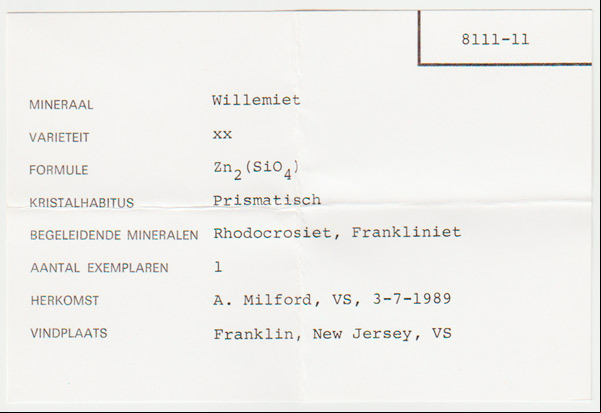 8111-11
MINERAAL Willemiet
VARIETEIT xx
FORMULE Zn2(SiO4)
KRISTALHABITUS Prismatisch
BEGELEIDENDE MINERALEN Rhodocrosiet, Frankliniet
AANTAL EXEMPLAREN 1
HERKOMST A. Milford, VS, 3-7-1989
VINDPLAATS Franklin, New Jersey, VS